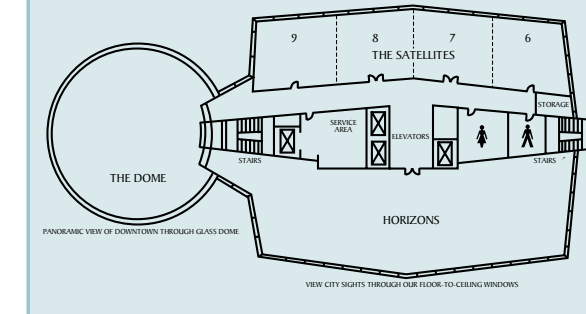 9
8
7
6
THE SATELLITES
STORAGE
SERVICE
AREA
ELEVATORS
STAIRS
STAIRS
THE DOME
HORIZONS
PANORAMIC VIEW OF DOWNTOWN THROUGH GLASS DOME
VIEW CITY SIGHTS THROUGH OUR FLOOR-TO-CEILING WINDOWS